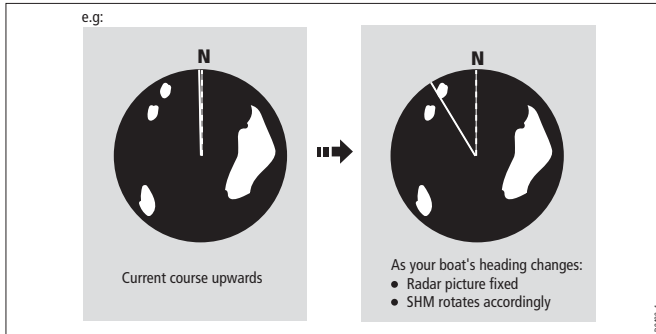 e.g:
N
Current course upwards
N
As your boat's heading changes:
● Radar picture fixed
● SHM rotates accordingly